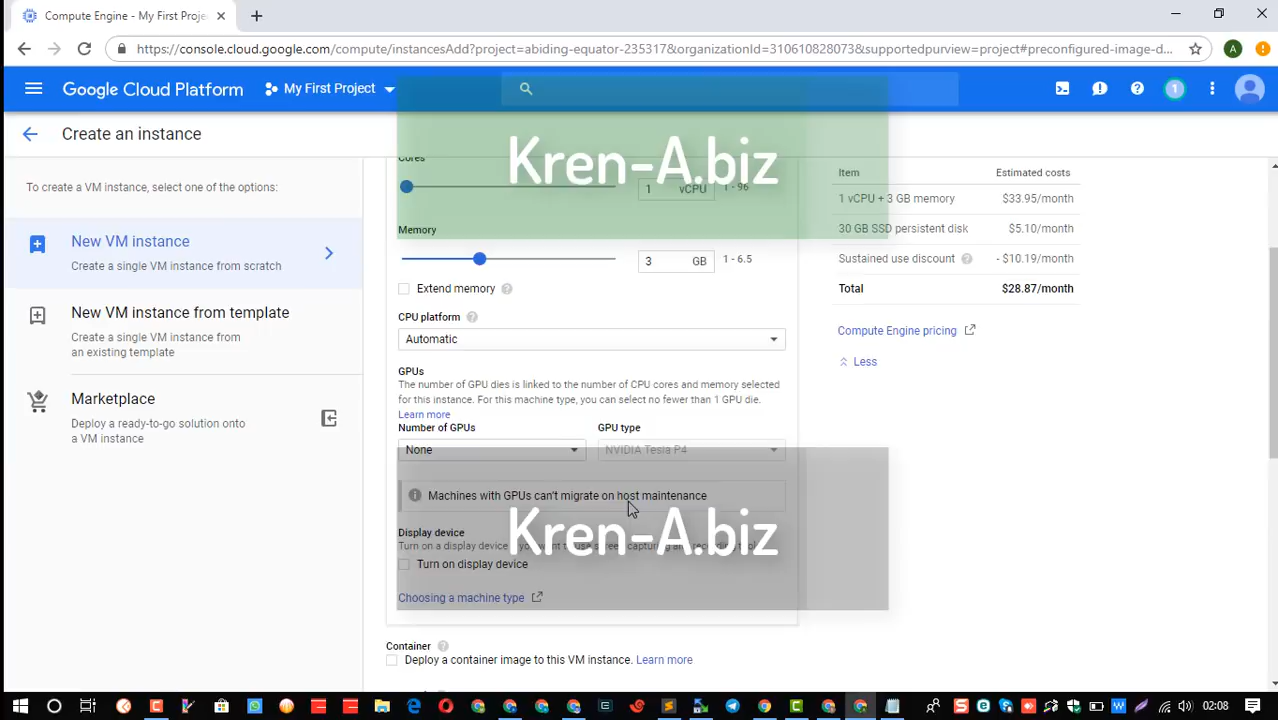 Compute Engine - My First Proje
https://console.cloud.google.com/compute/instancesAdd?project=abiding-equator-235317&organizationId=310610828073&supportedpurview=project#preconfigured-image-d...
A
Google Cloud Platform
My First Project
1
Create an instance
To create a VM instance, select one of the options:
New VM instance
Create a single VM instance from scratch
New VM instance from template
Create a single VM instance from
an existing template
Marketplace
Deploy a ready-to-go solution onto
a VM instance
Kren-A.biz
Cores
1 vCPU
1 - 96
Memory
3 GB
1 - 6.5
Extend memory
CPU platform
Automatic
GPUs
The number of GPU dies is linked to the number of CPU cores and memory selected
for this instance. For this machine type, you can select no fewer than 1 GPU die.
Learn more
Number of GPUs
GPU type
None
NVIDIA Tesla P4
Machines with GPUs can't migrate on host maintenance
Kren-A.biz
Display device
Turn on a display device
Turn on display device
Choosing a machine type
Container
Deploy a container image to this VM instance. Learn more
Item Estimated costs
1 vCPU + 3 GB memory $33.95/month
30 GB SSD persistent disk $5.10/month
Sustained use discount - $10.19/month
Total $28.87/month
Compute Engine pricing
Less
02:08